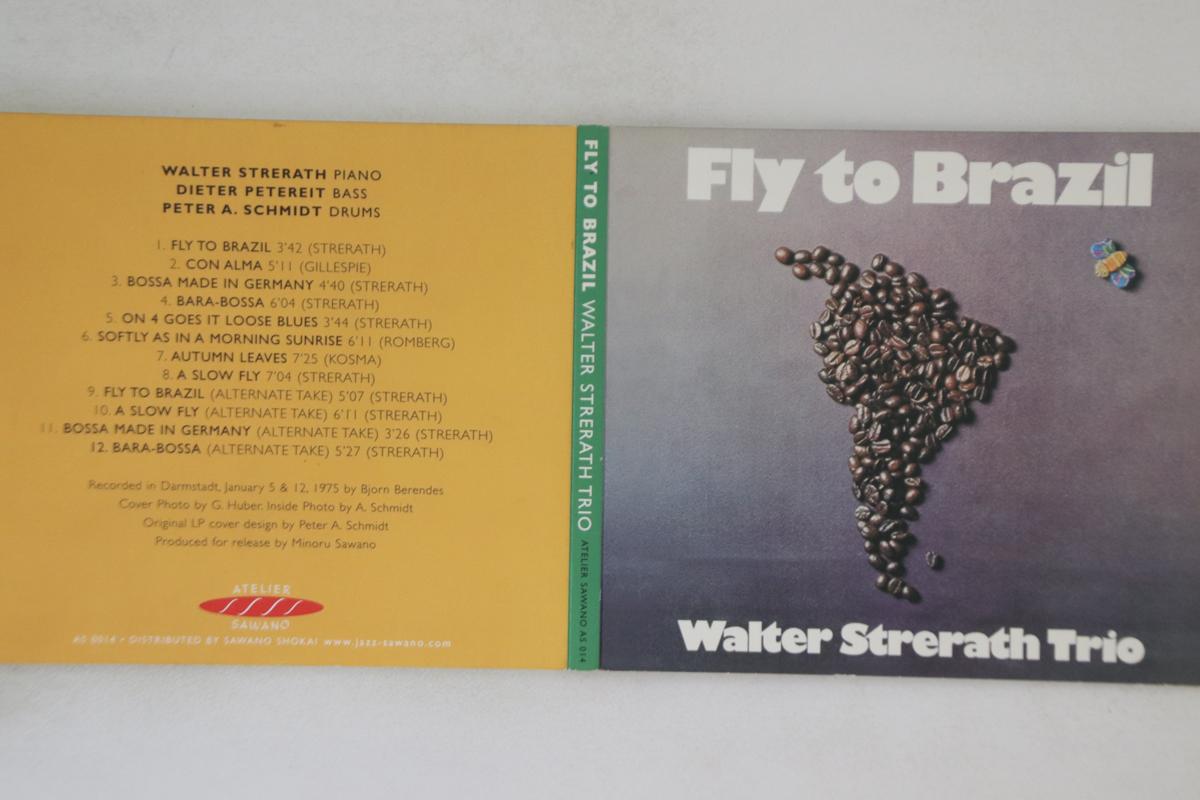 WALTER STRERATH PIANO
DIETER PETEREIT BASS
PETER A. SCHMIDT DRUMS
1. FLY TO BRAZIL 3'42 (STRERATH)
2. CON ALMA 5'11 (GILLESPIE)
3. BOSSA MADE IN GERMANY 4'40 (STRERATH)
4. BARA-BOSSA 6'04 (STRERATH)
5. ON 4 GOES IT LOOSE BLUES 3'44 (STRERATH)
6. SOFTLY AS IN A MORNING SUNRISE 6'11 (ROMBERG)
7. AUTUMN LEAVES 7'25 (KOSMA)
8. A SLOW FLY 7'04 (STRERATH)
9. FLY TO BRAZIL (ALTERNATE TAKE) 5'07 (STRERATH)
10. A SLOW FLY (ALTERNATE TAKE) 6'11 (STRERATH)
11. BOSSA MADE IN GERMANY (ALTERNATE TAKE) 3'26 (STRERATH)
12. BARA-BOSSA (ALTERNATE TAKE) 5'27 (STRERATH)
Recorded in Darmstadt, January 5 & 12, 1975 by Bjorn Berendes
Cover Photo by G. Huber. Inside Photo by A. Schmidt
Original LP cover design by Peter A. Schmidt
Produced for release by Minoru Sawano
ATELIER
SAWANO
AS 0014 • DISTRIBUTED BY SAWANO SHOKAI www.jazz-sawano.com
FLY TO BRAZIL WALTER STRERATH TRIO ATELIER SAWANO AS 014
Fly to Brazil
Walter Strerath Trio